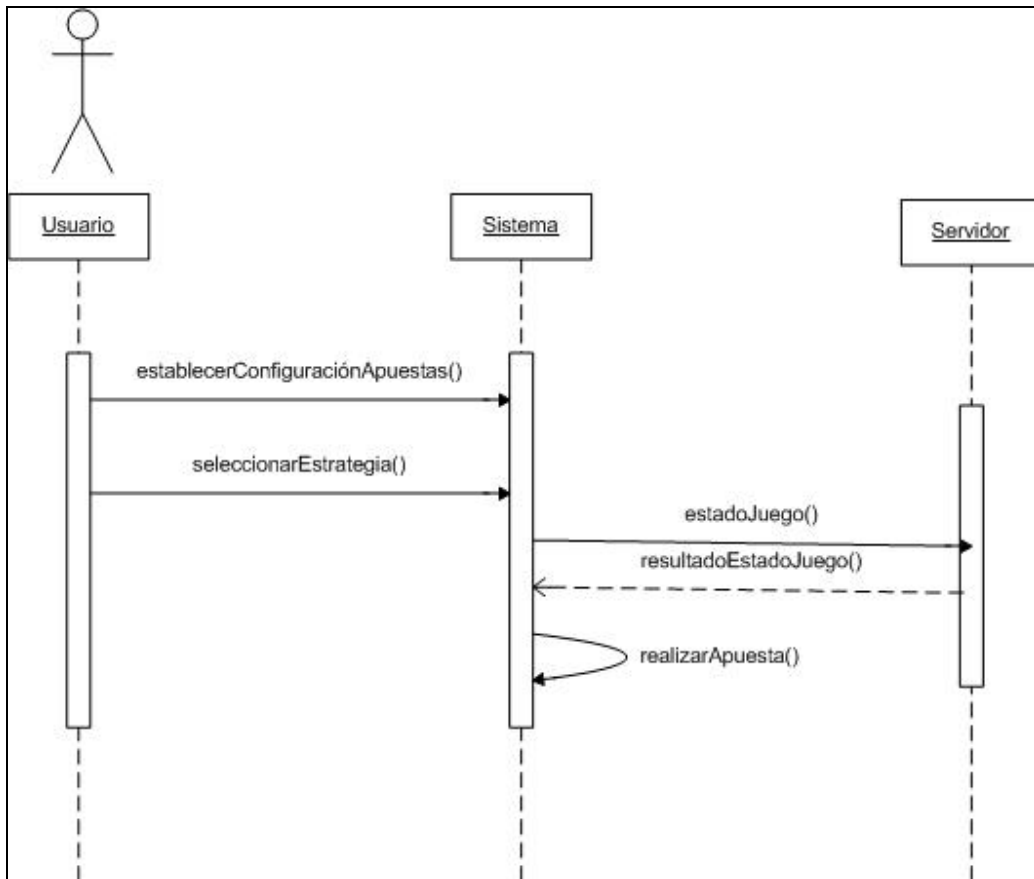 Usuario
Sistema
Servidor
establecerConfiguraciónApuestas()
seleccionarEstrategia()
estadoJuego()
resultadoEstadoJuego()
realizarApuesta()